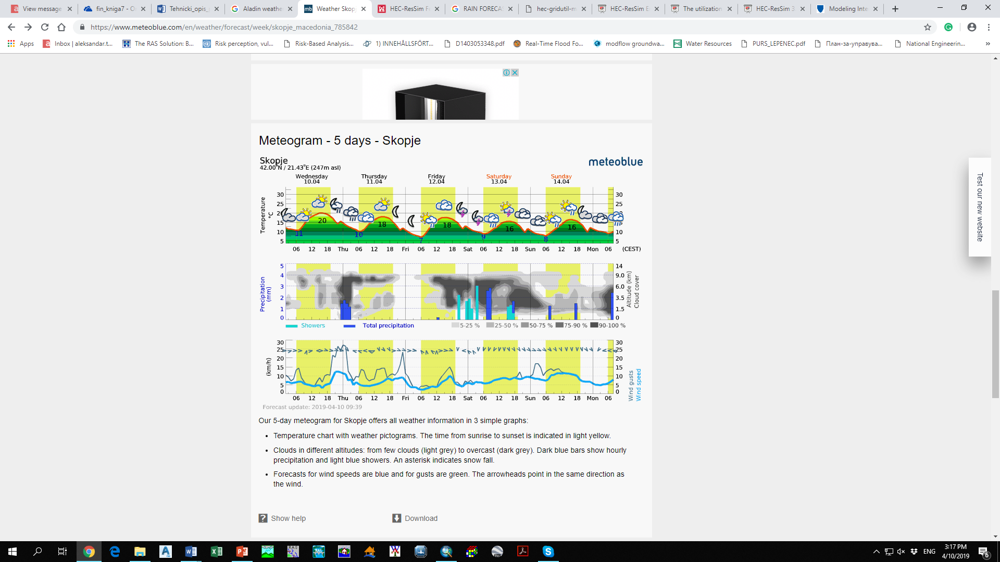 View message
fin_kniga7 - O
Tehnicki_opis_
Aladin weathe
Weather Skop
HEC-ResSim F
RAIN FORECA
hec-gridutil-m
HEC-ResSim E
The utilization
HEC-ResSim 3
Modeling Inte
https://www.meteoblue.com/en/weather/forecast/week/skopje_macedonia_785842
Apps
Inbox | aleksandar.t...
The RAS Solution: B...
Risk perception, vul...
Risk-Based Analysis...
1) INNEHÅLLSFÖRT...
D1403053348.pdf
Real-Time Flood Fo...
modflow groundwa...
Water Resources
PURS_LEPENEC.pdf
План-за-управува...
National Engineerin...
»
Meteogram - 5 days - Skopje
Skopje
42.00°N / 21.43°E (247m asl)
meteoblue
Wednesday Thursday Friday Saturday Sunday
10.04 11.04 12.04 13.04 14.04
Temperature
°C
30 25 20 15 10 5
20 18 18 16 16
11 10 7 9 8
30 25 20 15 10 5
06 12 18 Thu 06 12 18 Fri 06 12 18 Sat 06 12 18 Sun 06 12 18 Mon 06 (CEST)
Precipitation
(mm)
5 4 3 2 1 0
14 9.0 6.0 3.5 1.5 0
Altitude (km)
Cloud cover
Showers Total precipitation 5-25 % 25-50 % 50-75 % 75-90 % 90-100 %
(km/h)
30 25 20 15 10 5 0
30 25 20 15 10 5 0
Wind gusts
Wind speed
06 12 18 Thu 06 12 18 Fri 06 12 18 Sat 06 12 18 Sun 06 12 18 Mon 06
Forecast update: 2019-04-10 09:39
Our 5-day meteogram for Skopje offers all weather information in 3 simple graphs:
• Temperature chart with weather pictograms. The time from sunrise to sunset is indicated in light yellow.
• Clouds in different altitudes: from few clouds (light grey) to overcast (dark grey). Dark blue bars show hourly
precipitation and light blue showers. An asterisk indicates snow fall.
• Forecasts for wind speeds are blue and for gusts are green. The arrowheads point in the same direction as
the wind.
Show help
Download
Test our new website
ENG
3:17 PM
4/10/2019
6